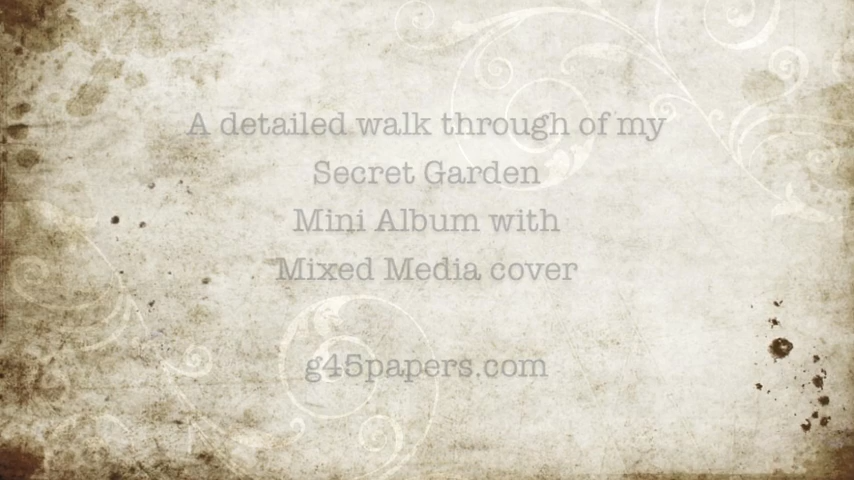 A detailed walk through of my
Secret Garden
Mini Album with
Mixed Media cover
g45papers.com